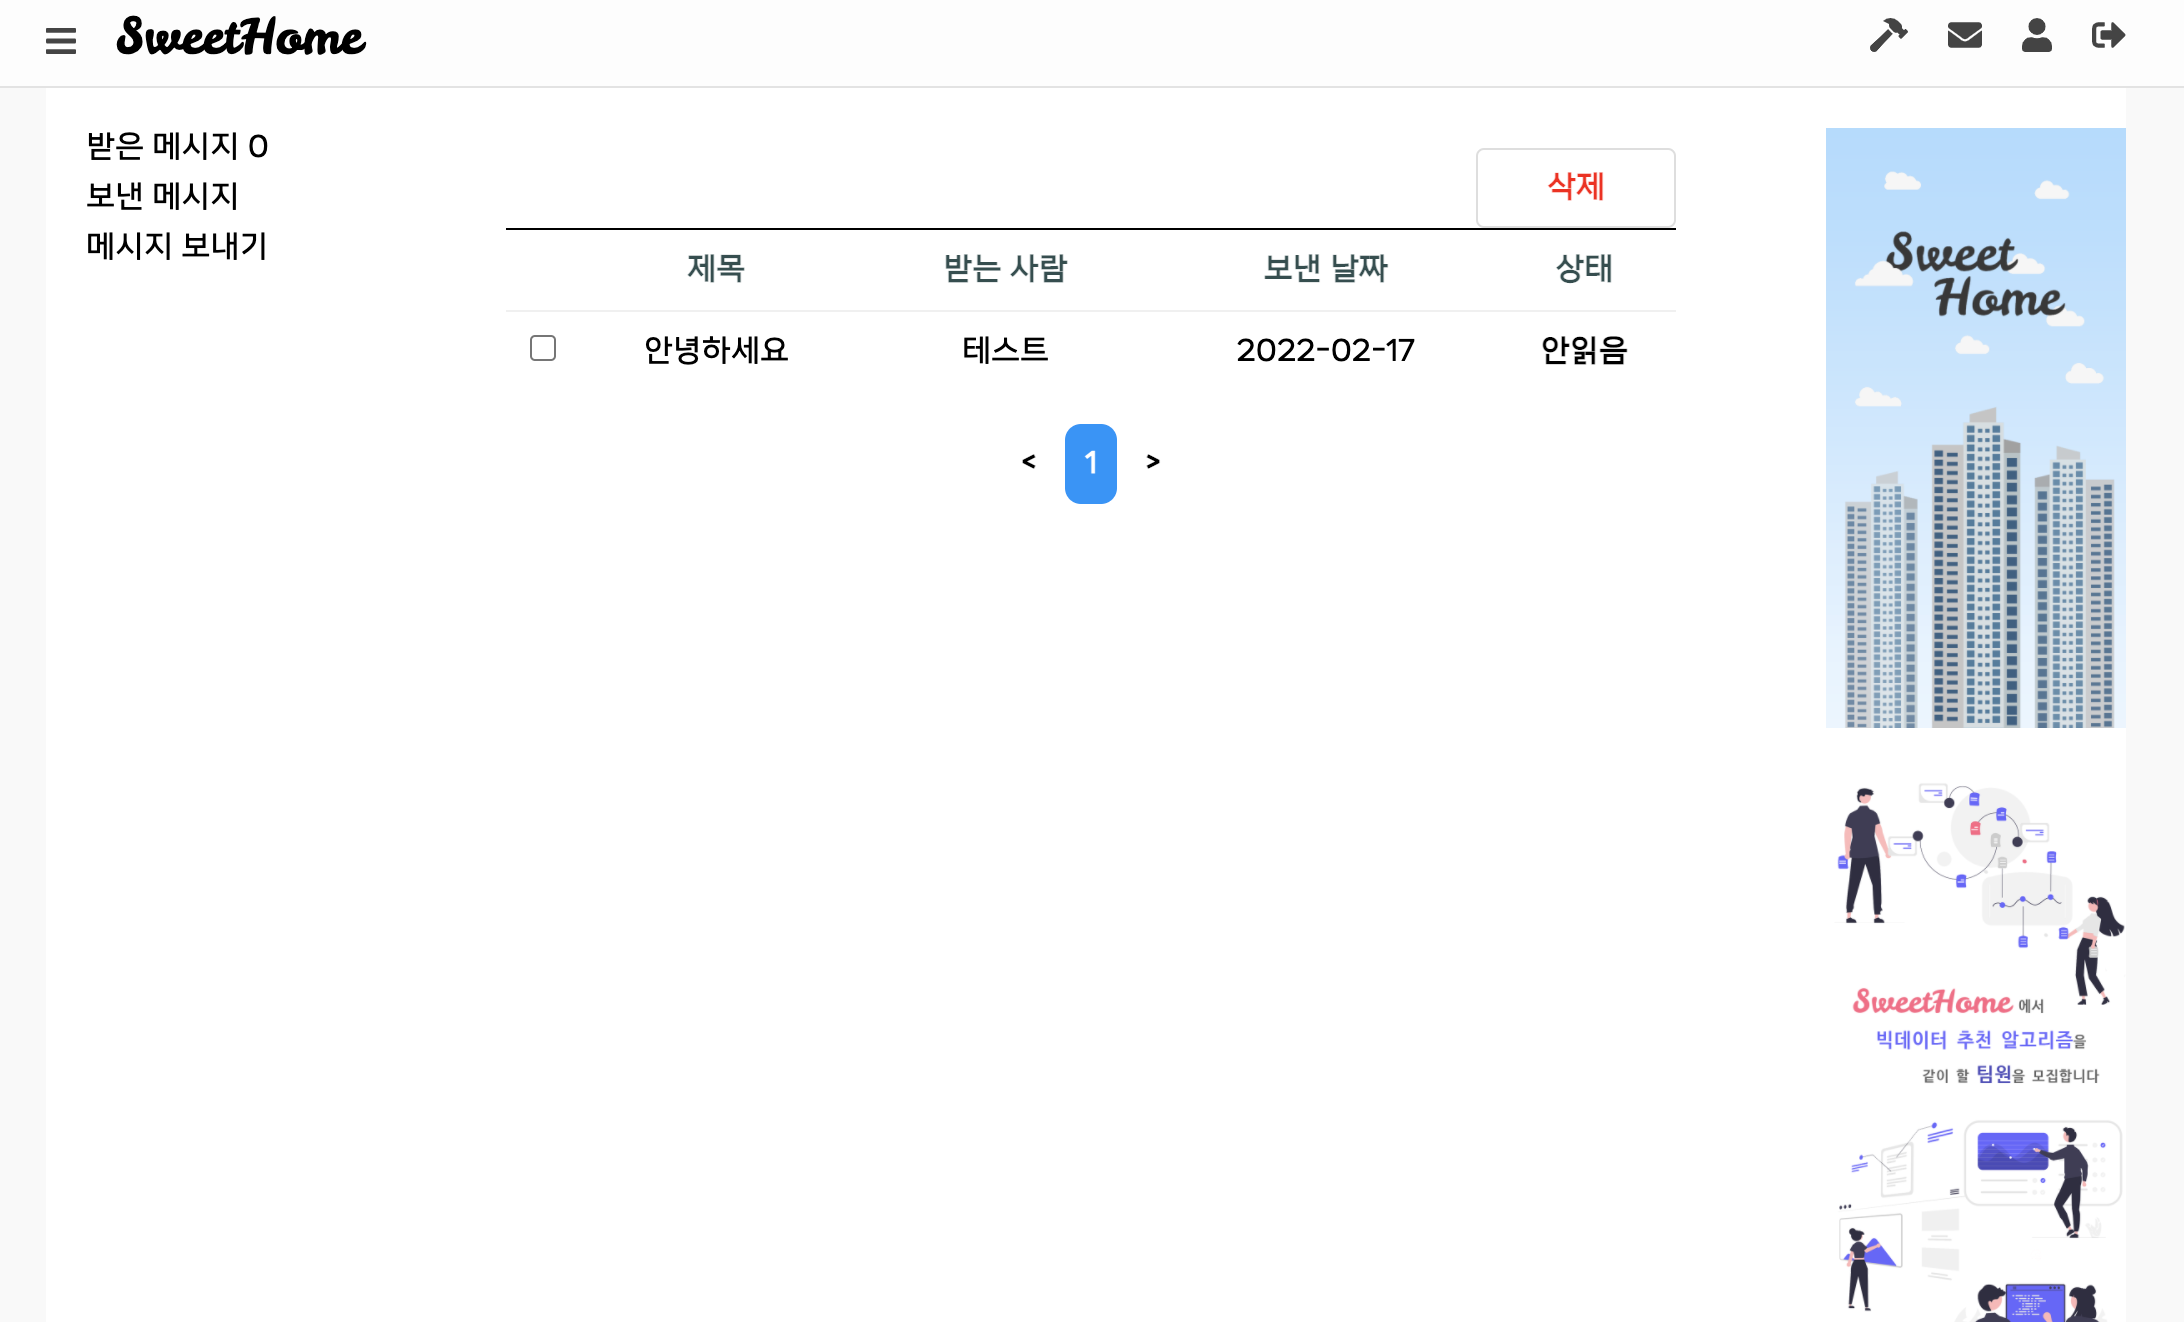 SweetHome
받은 메시지 0
보낸 메시지
메시지 보내기
삭제
제목 받는 사람 보낸 날짜 상태
안녕하세요 테스트 2022-02-17 안읽음
< 1 >
Sweet
Home
SweetHome 에서
빅데이터 추천 알고리즘을
같이 할 팀원을 모집합니다